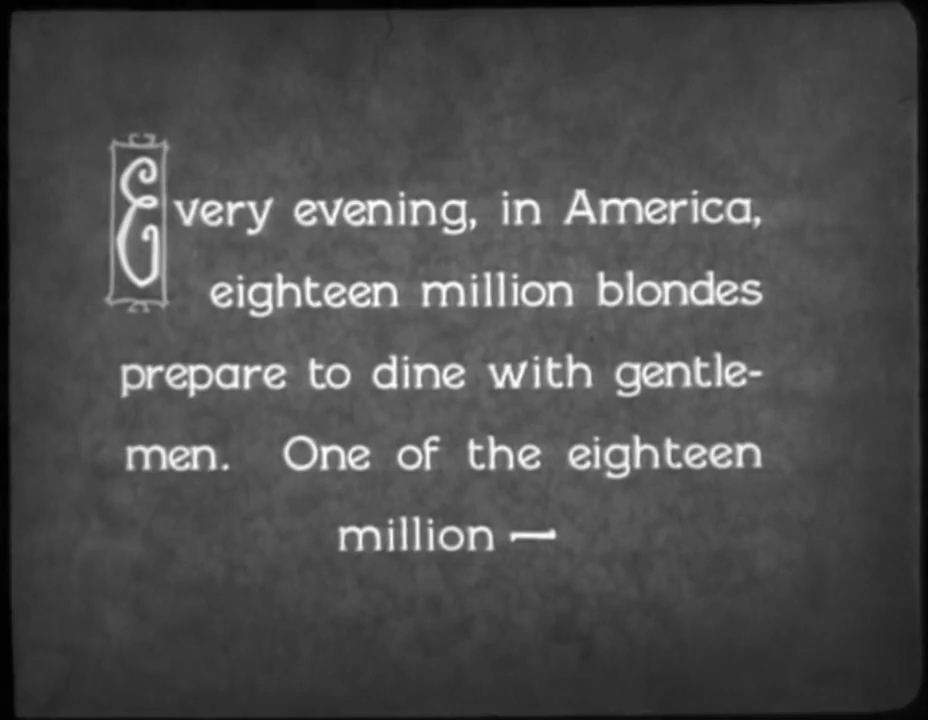 Every evening, in America,
eighteen million blondes
prepare to dine with gentle-
men. One of the eighteen
million —